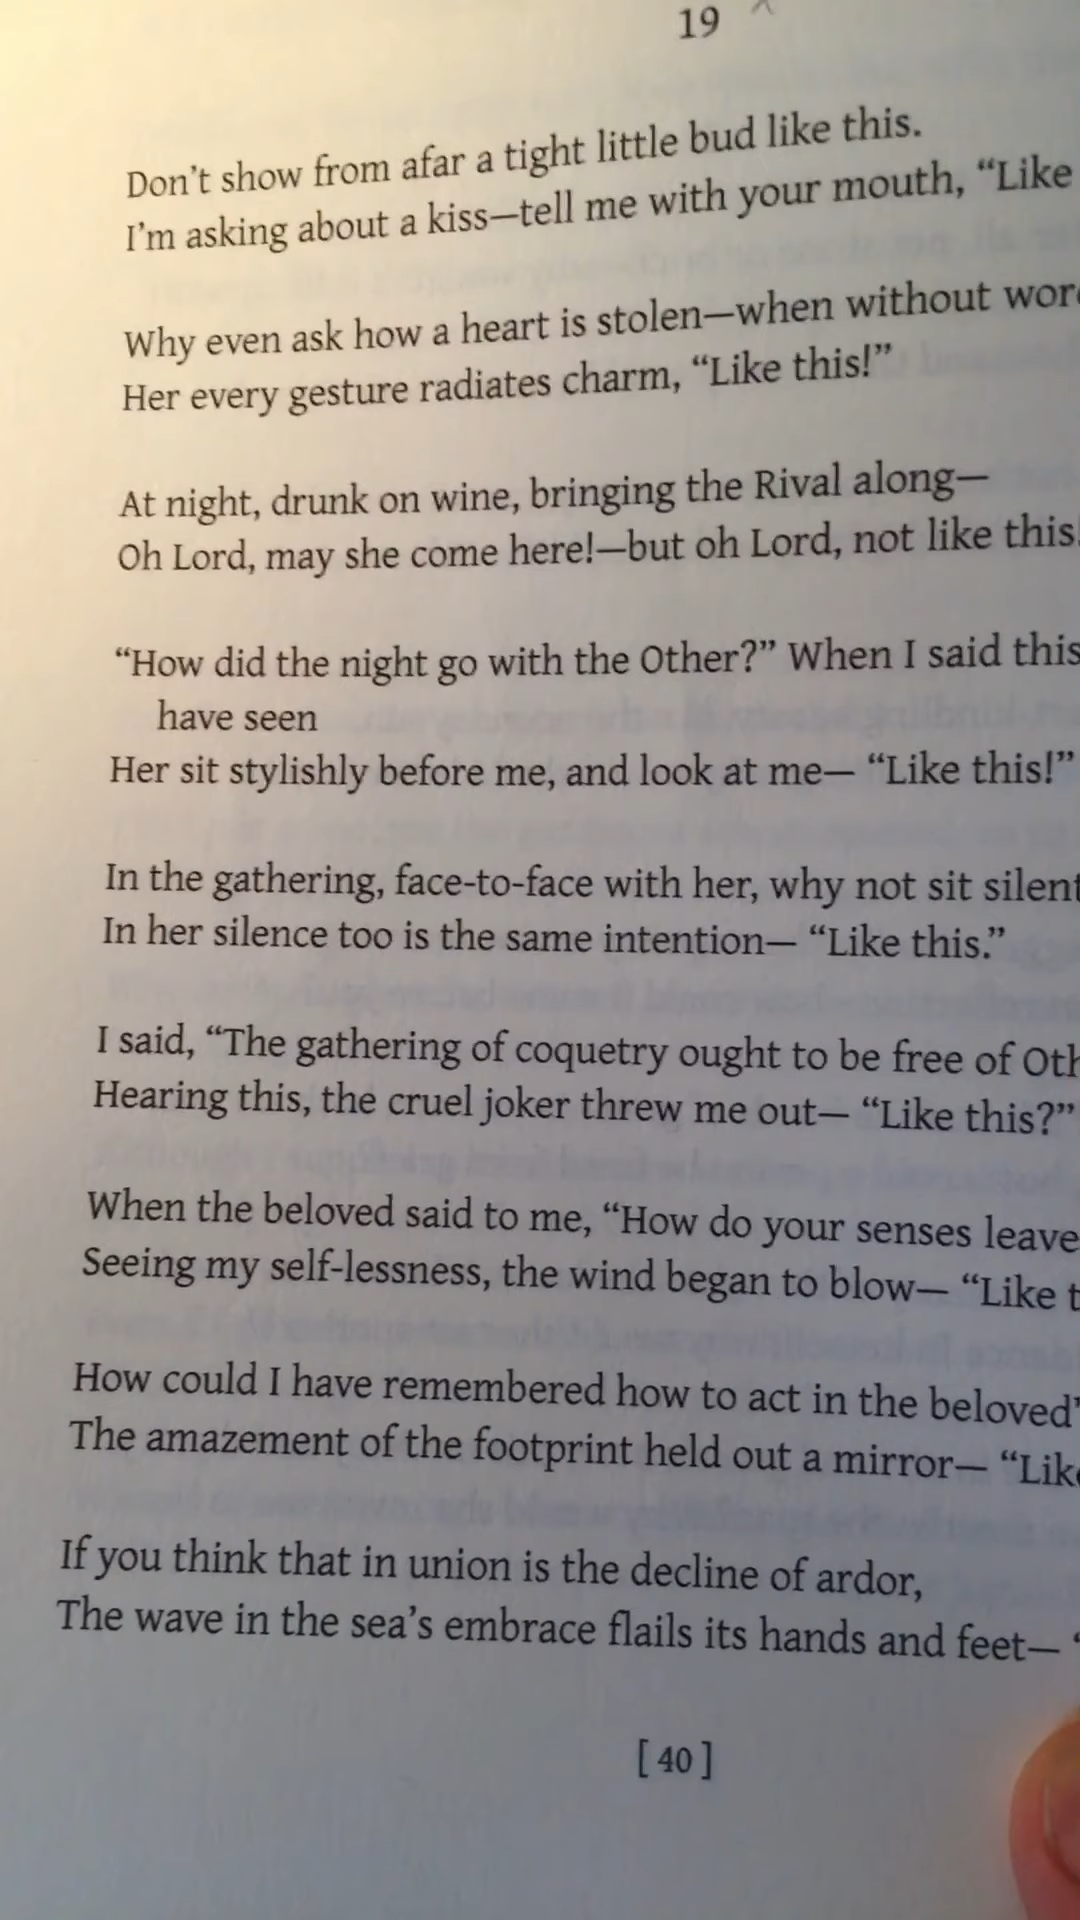 19
Don't show from afar a tight little bud like this.
I'm asking about a kiss—tell me with your mouth, “Like
Why even ask how a heart is stolen—when without
Her every gesture radiates charm, “Like this!”
At night, drunk on wine, bringing the Rival along—
Oh Lord, may she come here!—but oh Lord, not like this
“How did the night go with the Other?” When I said this
have seen
Her sit stylishly before me, and look at me— “Like this!”
In the gathering, face-to-face with her, why not sit silent
In her silence too is the same intention— “Like this.”
I said, “The gathering of coquetry ought to be free of
Hearing this, the cruel joker threw me out— “Like this?”
When the beloved said to me, “How do your senses leave
Seeing my self-lessness, the wind began to blow— “Like
How could I have remembered how to act in the beloved'
The amazement of the footprint held out a mirror—
If you think that in union is the decline of ardor,
The wave in the sea's embrace flails its hands and feet—
[ 40 ]